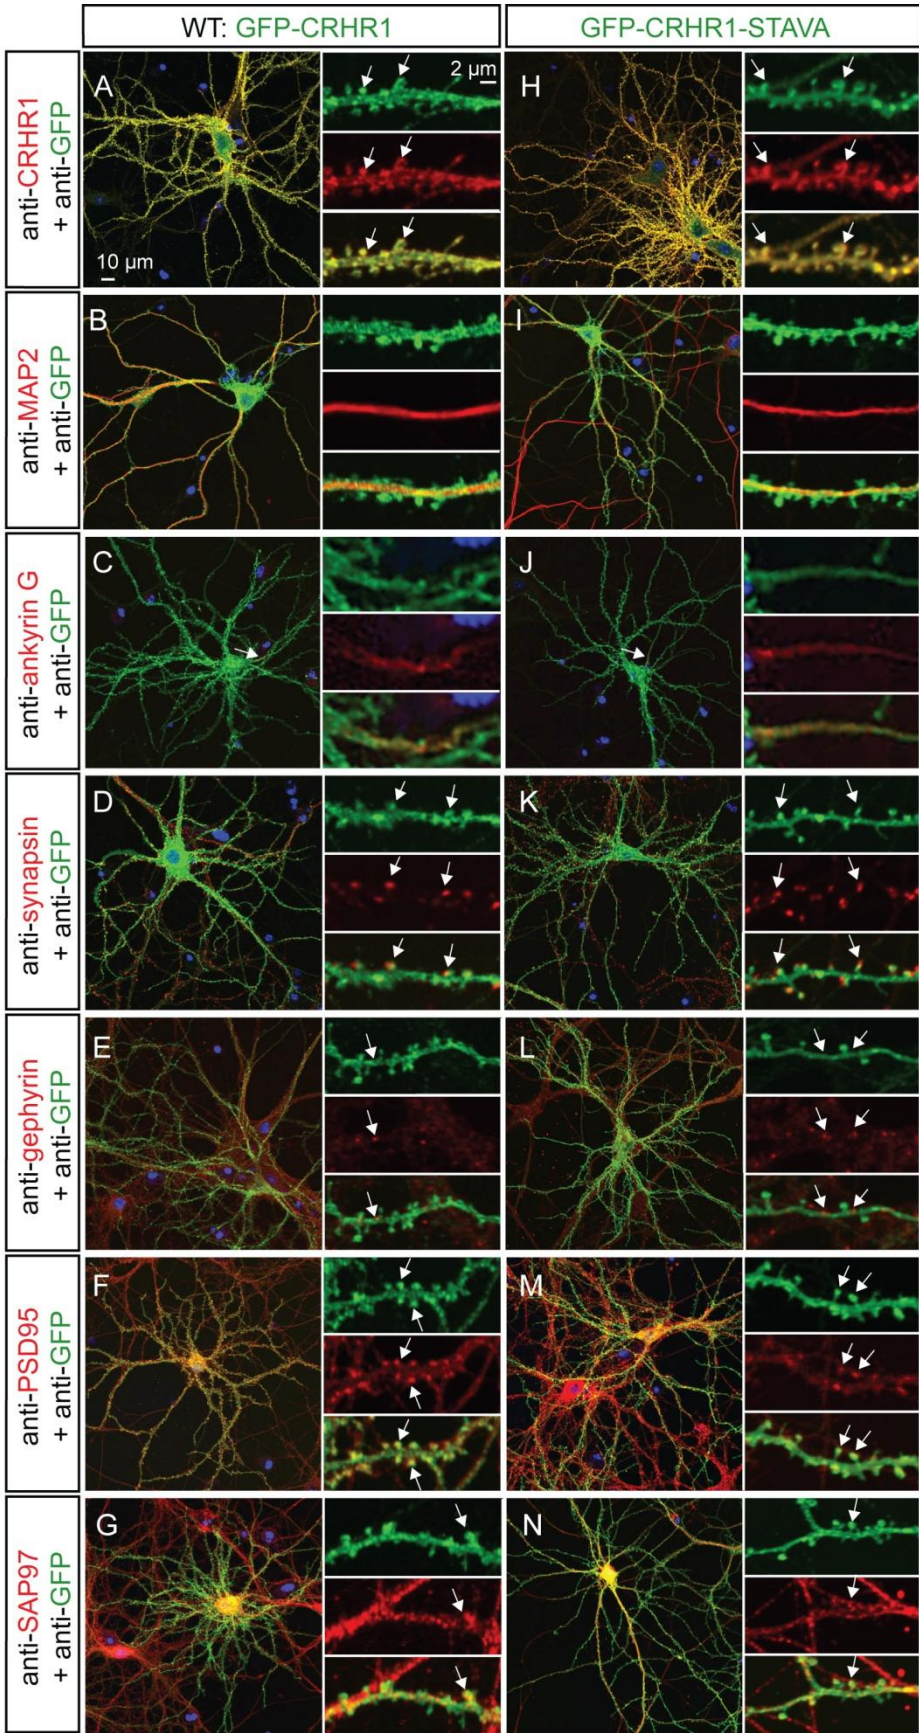 WT: GFP-CRHR1
GFP-CRHR1-STAVA
anti-CRHR1
+ anti-GFP
A
2 µm
10 µm
H
anti-MAP2
+ anti-GFP
B
I
anti-ankyrin G
+ anti-GFP
C
J
anti-synapsin
+ anti-GFP
D
K
anti-gephyrin
+ anti-GFP
E
L
anti-PSD95
+ anti-GFP
F
M
anti-SAP97
+ anti-GFP
G
N